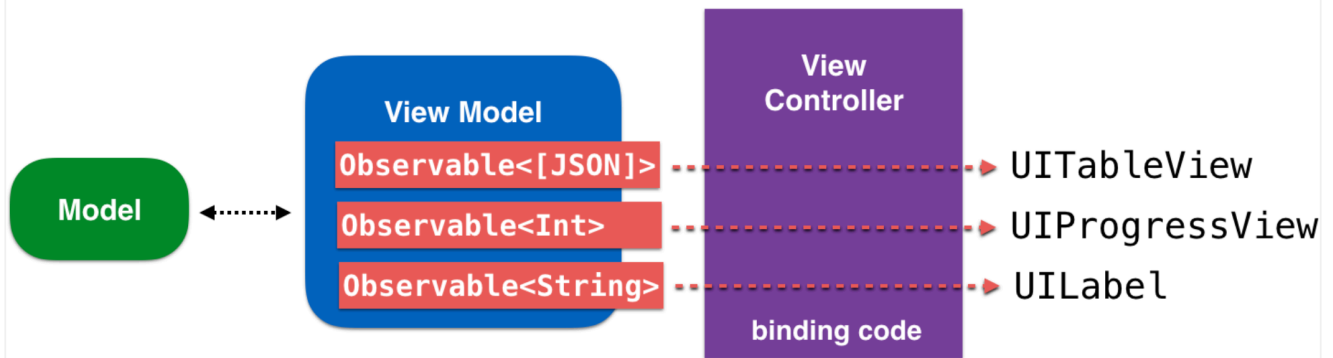 View
Controller
View Model
Observable<[JSON]>
UITableView
Model
Observable<Int>
UIProgressView
Observable<String>
UILabel
binding code